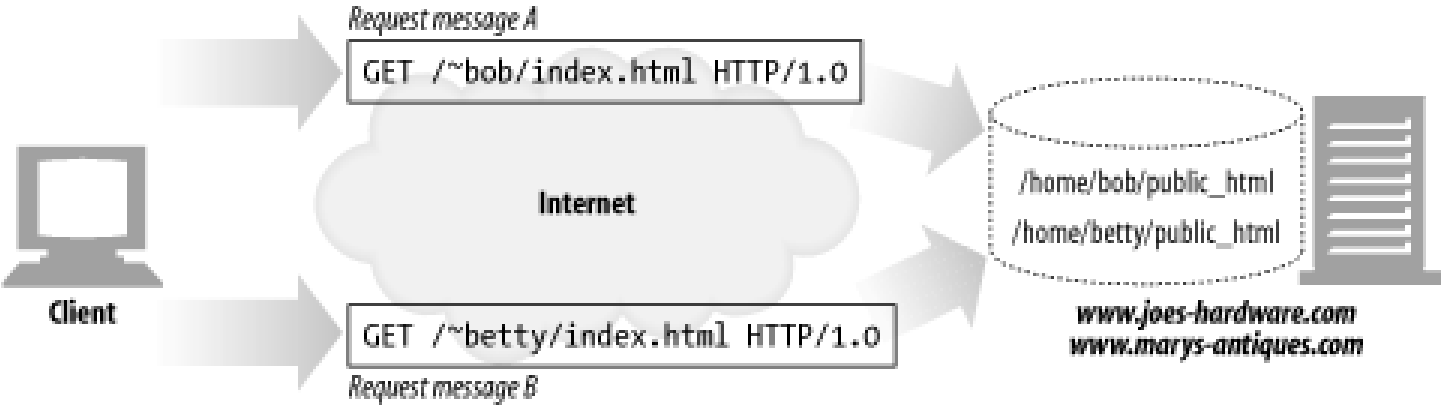 Request message A
GET /~bob/index.html HTTP/1.0
Internet
/home/bob/public_html
/home/betty/public_html
Client
GET /~betty/index.html HTTP/1.0
Request message B
www.joes-hardware.com
www.marys-antiques.com